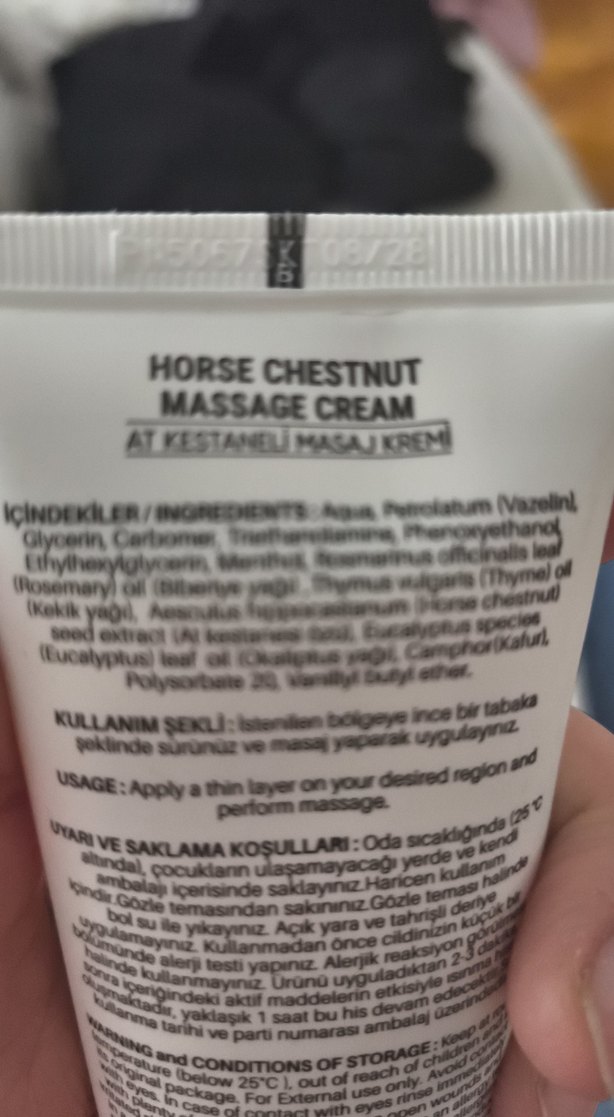 08/28
HORSE CHESTNUT
MASSAGE CREAM
AT KESTANELİ MASAJ KREMİ
İÇİNDEKİLER / INGREDIENTS : Aqua, Petrolatum (Vazelin),
Glycerin, Carbomer, Triethanolamine, Phenoxyethanol,
Ethylhexylglycerin, Menthol, Rosmarinus officinalis leaf
(Rosemary) oil (Biberiye yağı), Thymus vulgaris (Thyme) oil
(Kekik yağı), Aesculus hippocastanum (Horse chestnut)
seed extract (At kestanesi özü), Eucalyptus species
(Eucalyptus) leaf oil (Okaliptus yağı), Camphor(Kafur),
Polysorbate 20, Vanillyl butyl ether.
KULLANIM ŞEKLİ : İstenilen bölgeye ince bir tabaka
şeklinde sürünüz ve masaj yaparak uygulayınız.
USAGE : Apply a thin layer on your desired region and
perform massage.
UYARI VE SAKLAMA KOŞULLARI : Oda sıcaklığında (25 °C
altında), çocukların ulaşamayacağı yerde ve kendi
ambalajı içerisinde saklayınız.Haricen kullanım
içindir.Gözle temasından sakınınız.Gözle teması halinde
bol su ile yıkayınız. Açık yara ve tahrişli deriye
uygulamayınız. Kullanmadan önce cildinizin küçük bir
bölümünde alerji testi yapınız. Alerjik reaksiyon
halinde kullanmayınız. Ürünü uyguladıktan 2-3
sonra içeriğindeki aktif maddelerin etkisiyle ısınma
oluşmaktadır, yaklaşık 1 saat bu his devam edecektir.
kullanma tarihi ve parti numarası ambalaj
WARNING and CONDITIONS OF STORAGE : Keep at
temperature (below 25°C ), out of reach of children and
its original package. For External use only. Avoid
with eyes. In case of contact with eyes rinse
with plenty open wounds
an allergy